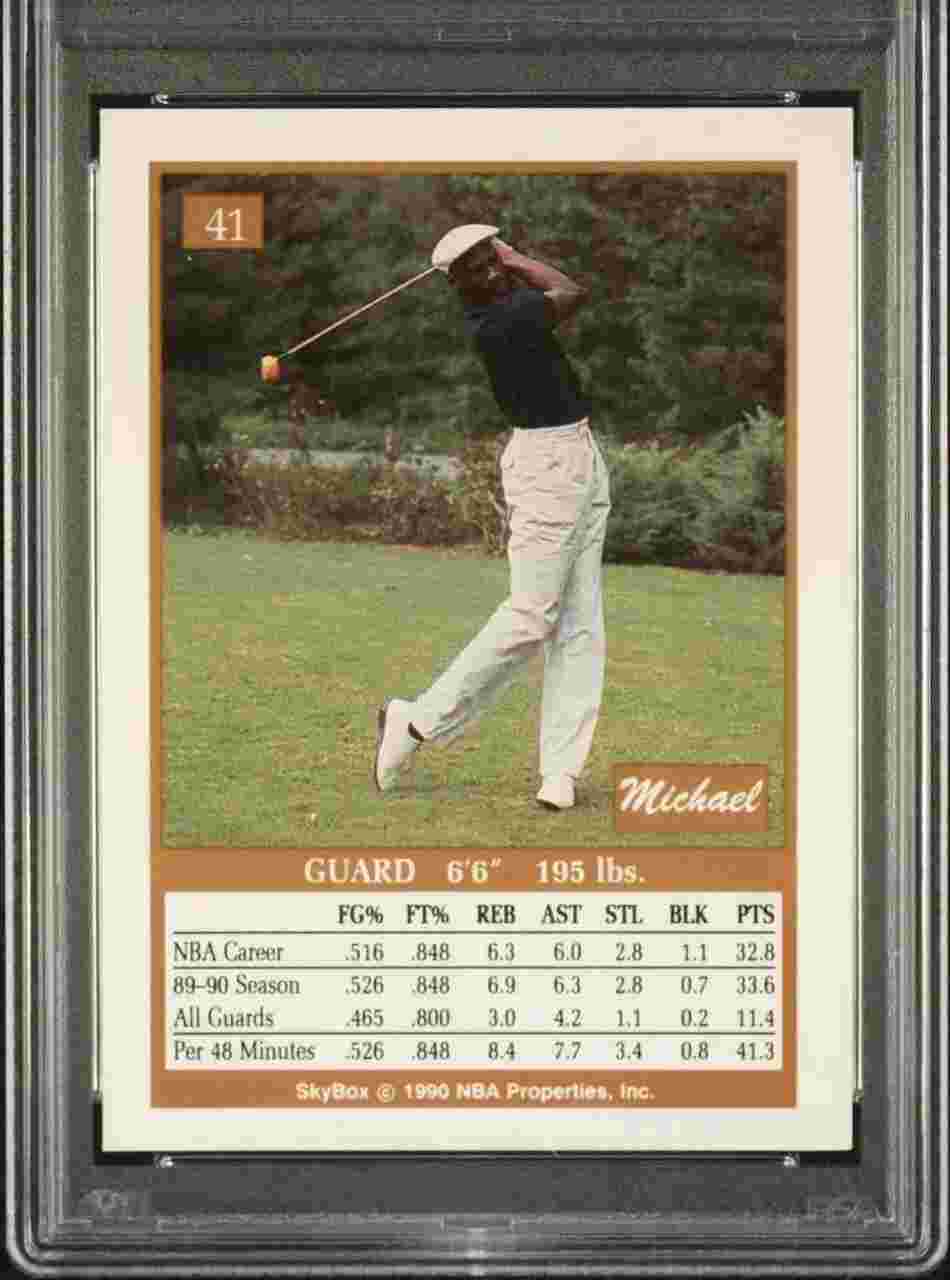 41
Michael
GUARD 6'6" 195 lbs.
FG% FT% REB AST STL BLK PTS
NBA Career .516 .848 6.3 6.0 2.8 1.1 32.8
89–90 Season .526 .848 6.9 6.3 2.8 0.7 33.6
All Guards .465 .800 3.0 4.2 1.1 0.2 11.4
Per 48 Minutes .526 .848 8.4 7.7 3.4 0.8 41.3
SkyBox © 1990 NBA Properties, Inc.